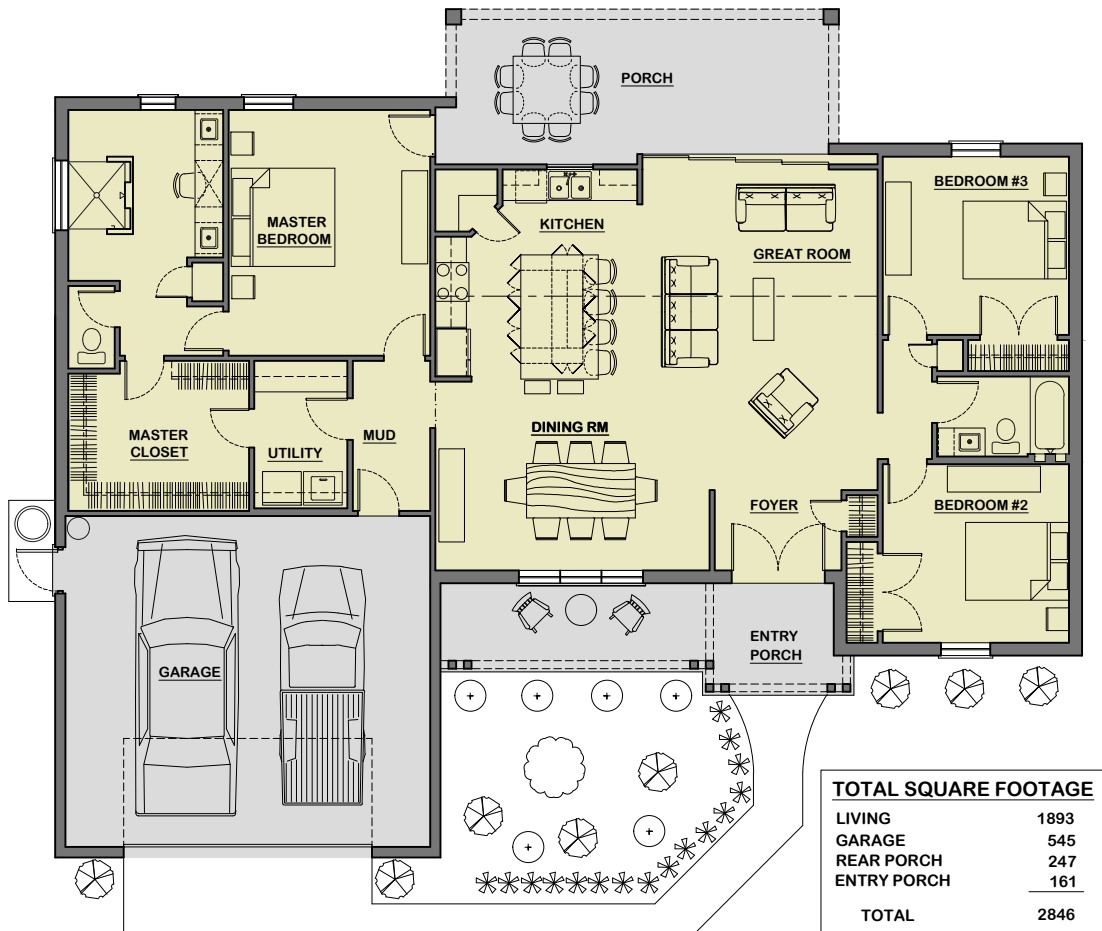 PORCH
BEDROOM #3
MASTER
BEDROOM
KITCHEN
GREAT ROOM
DINING RM
MASTER
CLOSET
UTILITY
MUD
FOYER
BEDROOM #2
ENTRY
PORCH
GARAGE
TOTAL SQUARE FOOTAGE
LIVING 1893
GARAGE 545
REAR PORCH 247
ENTRY PORCH 161
TOTAL 2846